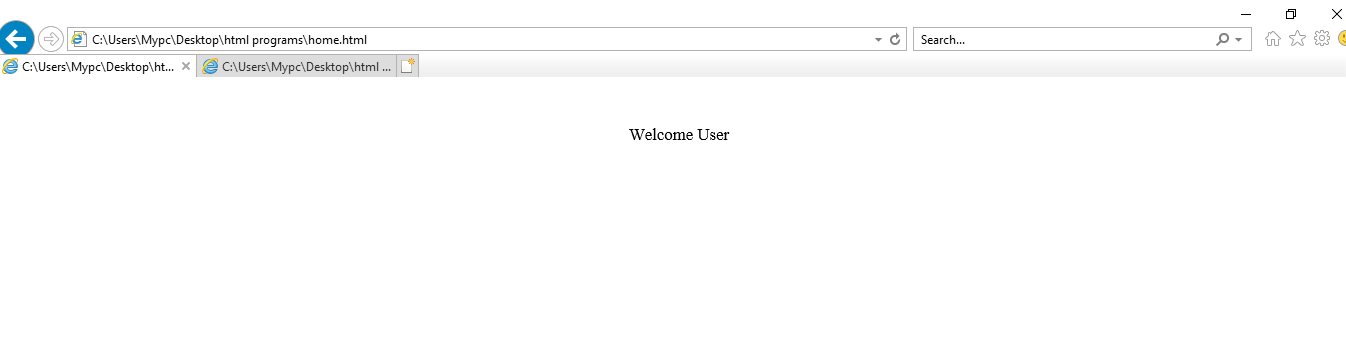 C:\Users\Mypc\Desktop\html programs\home.html
Search...
C:\Users\Mypc\Desktop\ht...
C:\Users\Mypc\Desktop\html ...
Welcome User